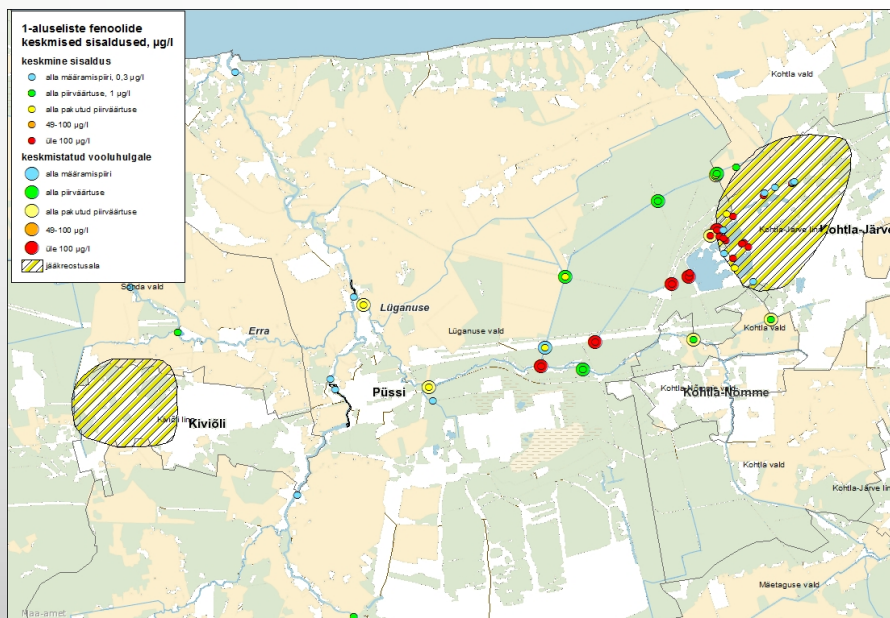 1-aluseliste fenoolide
keskmised sisaldused, µg/l
keskmine sisaldus
alla määramispiiri, 0,3 µg/l
alla piirväärtuse, 1 µg/l
alla pakutud piirväärtuse
49-100 µg/l
üle 100 µg/l
keskmistatud vooluhulgale
alla määramispiiri
alla piirväärtuse
alla pakutud piirväärtuse
49-100 µg/l
üle 100 µg/l
jääkreostusala
Kohtla vald
Kohtla-Järve linn
Kohtla-Järve
Sonda vald
Erra
Lüganuse
Lüganuse vald
Kohtla vald
Püssi
Kohtla-Nõmme vald
Kohtla-Nõmme
Kiviõli linn
Kiviõli
Kohtla vald
Kohtla-Järve lin
Mäetaguse vald
Maa-amet